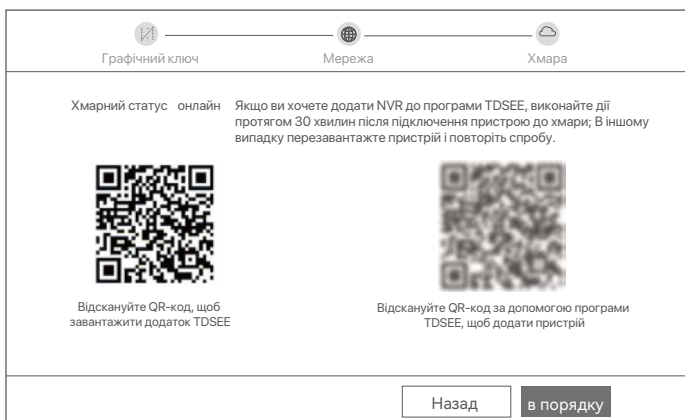 Графічний ключ
Мережа
Хмара
Хмарний статус онлайн
Якщо ви хочете додати NVR до програми TDSEE, виконайте дії
протягом 30 хвилин після підключення пристрою до хмари; В іншому
випадку перезавантажте пристрій і повторіть спробу.
Відскануйте QR-код, щоб
завантажити додаток TDSEE
Відскануйте QR-код за допомогою програми
TDSEE, щоб додати пристрій
Назад
в порядку